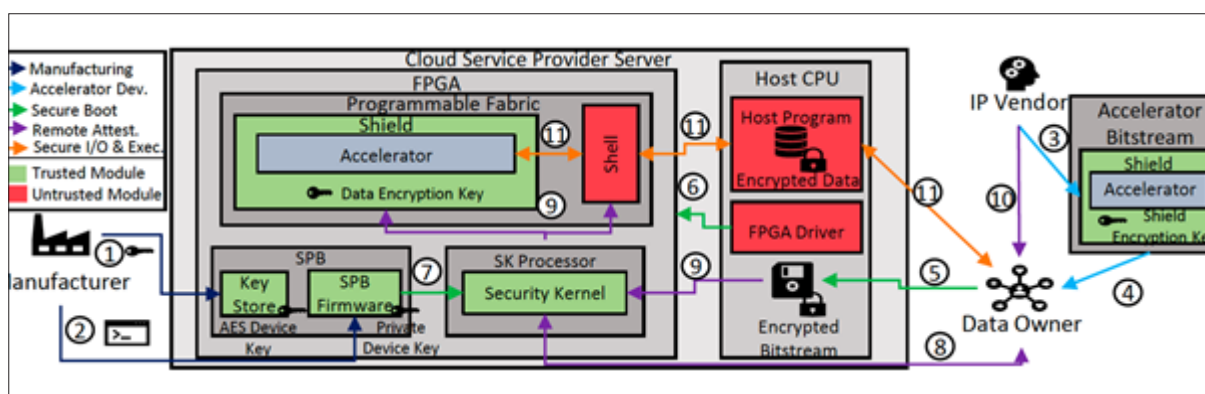 Manufacturing
Accelerator Dev.
Secure Boot
Remote Attest.
Secure I/O & Exec.
Trusted Module
Untrusted Module
①
anufacturer
②
Cloud Service Provider Server
FPGA
Programmable Fabric
Shield
Accelerator
⑪
Data Encryption Key
⑨
Shell
SPB
Key
Store
SPB
Firmware
AES Device
Key
Private
Device Key
⑦
SK Processor
Security Kernel
⑪
⑥
Host CPU
Host Program
Encrypted Data
FPGA Driver
⑨
Encrypted
Bitstream
⑪
⑤
⑧
IP Vendor
③
⑩
Data Owner
④
Accelerator
Bitstream
Shield
Accelerator
Shield
Encryption Ke